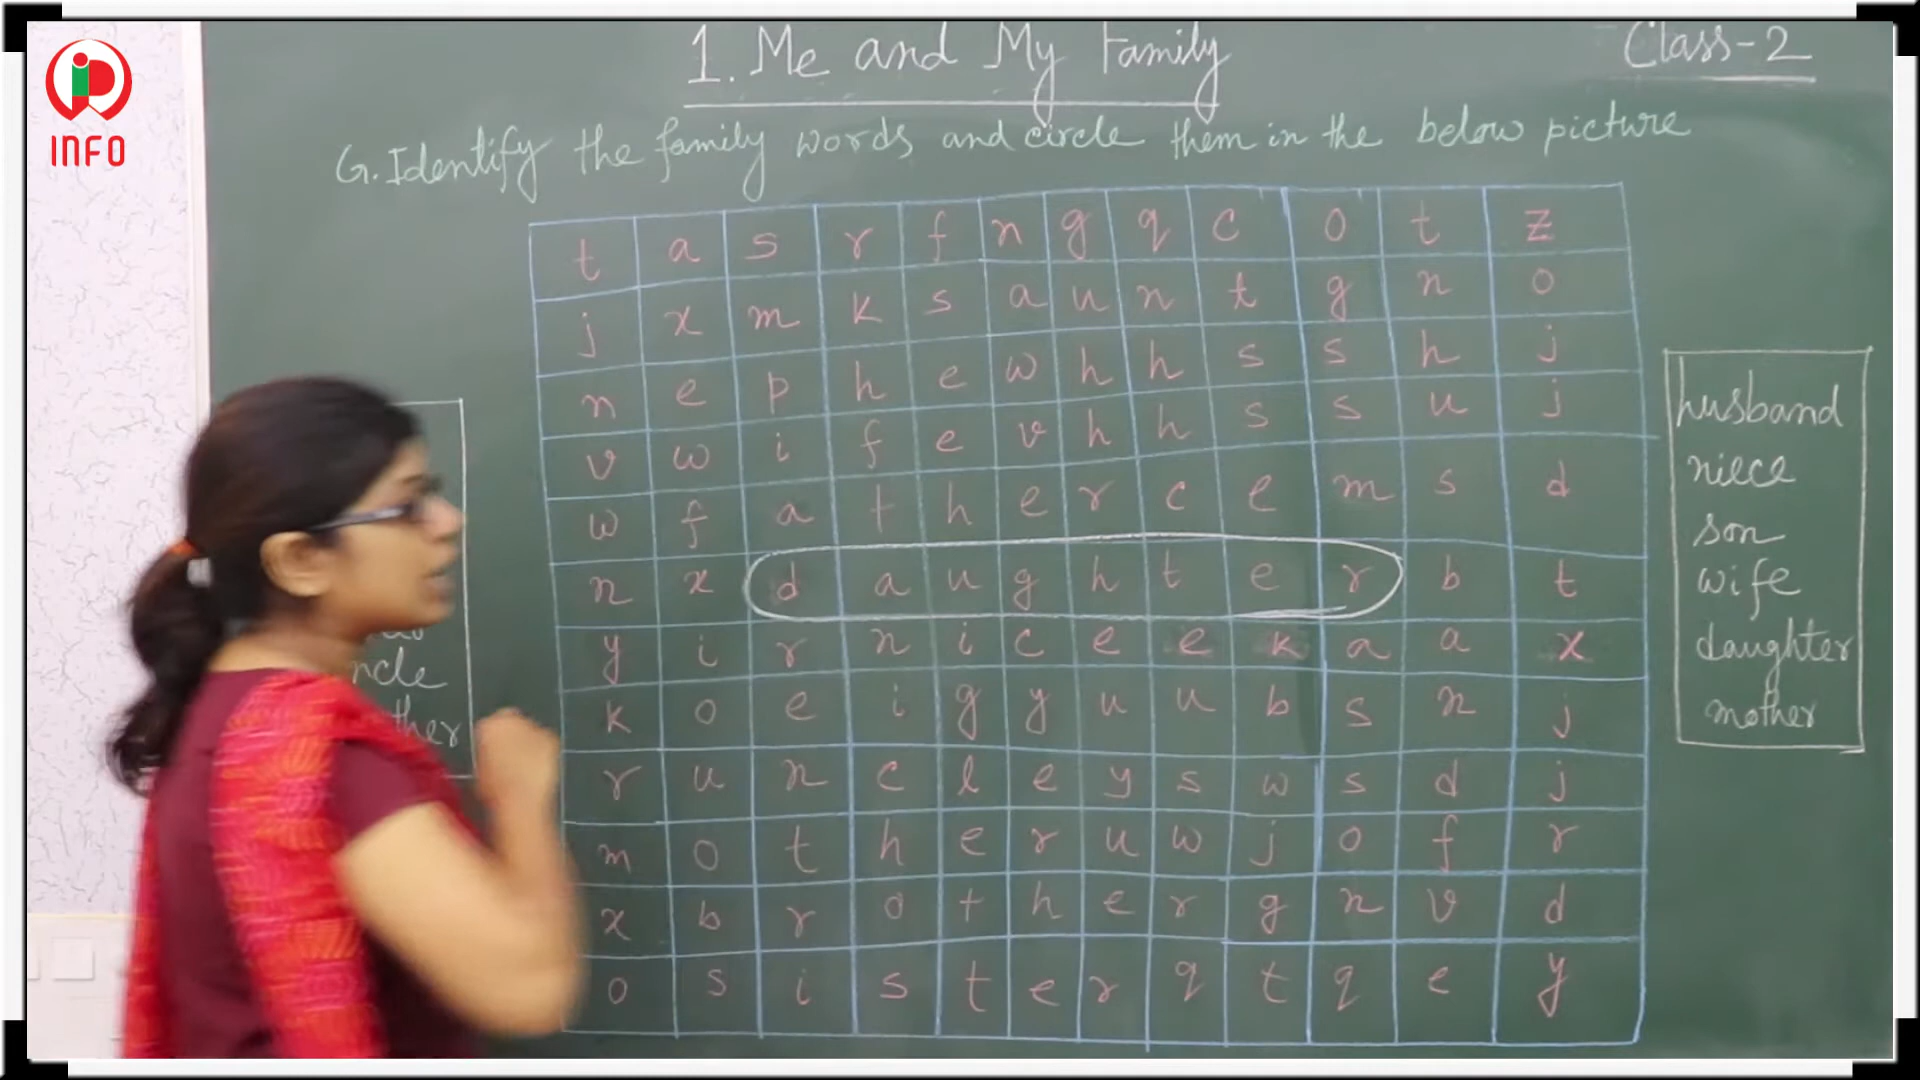 INFO
1. Me and My Family
Class-2
G. Identify the family words and circle them in the below picture
t a s r f n g q c o t z
j x m k s a u n t g n o
n e p h e w h h s s h j
v w i f e v h h s s u j
w f a t h e r c e m s d
n x d a u g h t e r b t
y i r n i c e e k a a x
k o e i g y u u b s n j
r u n c l e y s w s d j
m o t h e r u w j o f r
x b r o t h e r g n v d
o s i s t e r q t q e y
ncle
ther
husband
niece
son
wife
daughter
mother